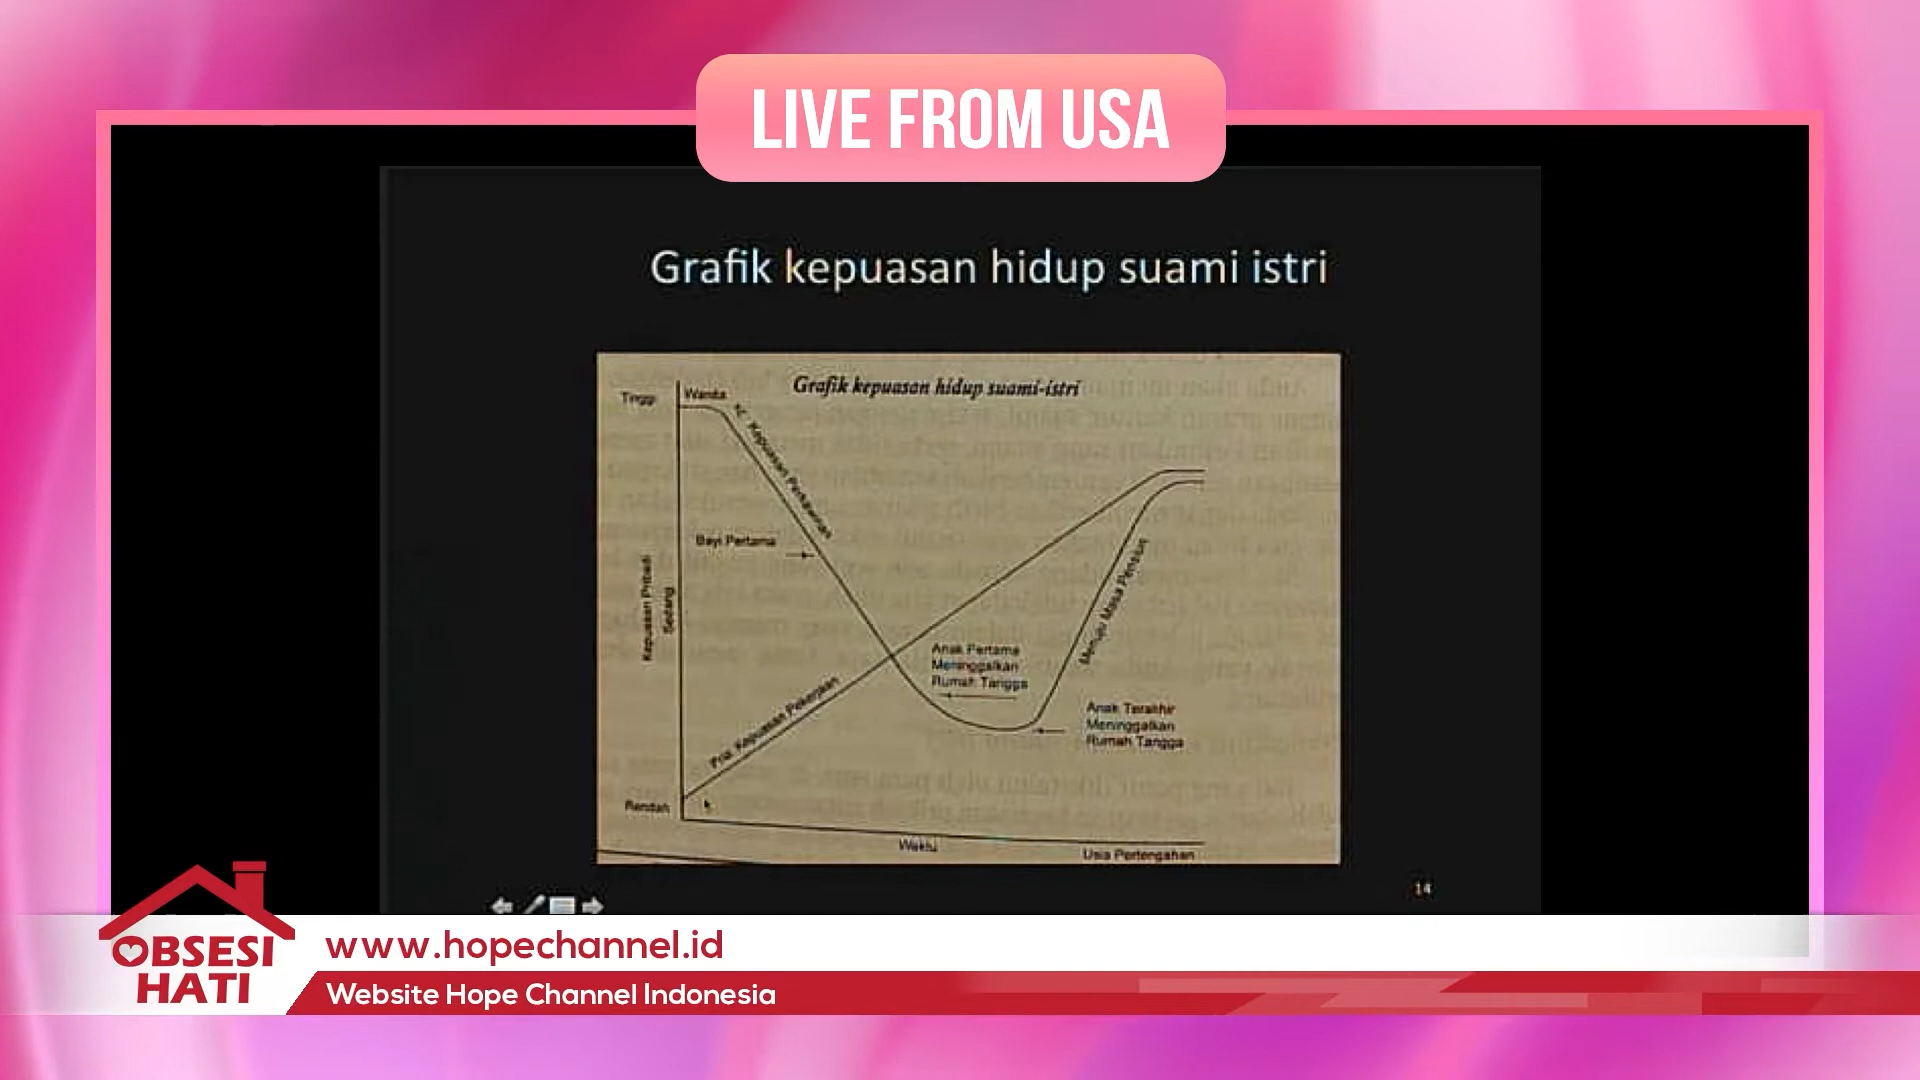 LIVE FROM USA
Grafik kepuasan hidup suami istri
Grafik kepuasan hidup suami-istri
Tinggi
Wanita
Kepuasan Perkawinan
Bayi Pertama
Kepuasan Pribadi
Sedang
Menuju Masa Pensiun
Anak Pertama
Meninggalkan
Rumah Tangga
Pria: Kepuasan Pekerjaan
Anak Terakhir
Meninggalkan
Rumah Tangga
Rendah
Waktu
Usia Pertengahan
14
OBSESI
HATI
www.hopechannel.id
Website Hope Channel Indonesia